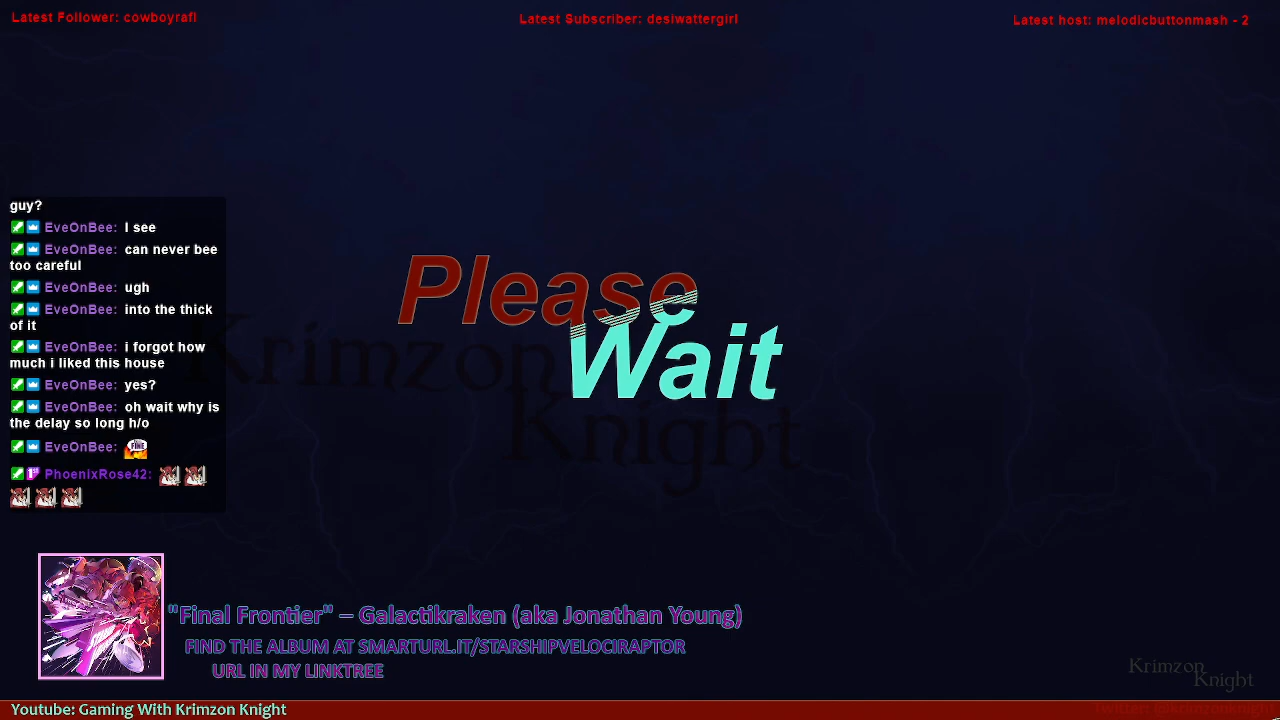 Latest Follower: cowboyrafi
Latest Subscriber: desiwattergirl
Latest host: melodicbuttonmash - 2
guy?
EveOnBee: I see
EveOnBee: can never bee
too careful
EveOnBee: ugh
EveOnBee: into the thick
of it
EveOnBee: i forgot how
much i liked this house
EveOnBee: yes?
EveOnBee: oh wait why is
the delay so long h/o
EveOnBee: FINE
PhoenixRose42:
Please
Wait
Krimzon
Knight
"Final Frontier" – Galactikraken (aka Jonathan Young)
FIND THE ALBUM AT SMARTURL.IT/STARSHIPVELOCIRAPTOR
URL IN MY LINKTREE
Krimzon
Knight
Youtube: Gaming With Krimzon Knight
Twitter: @krimzonknight